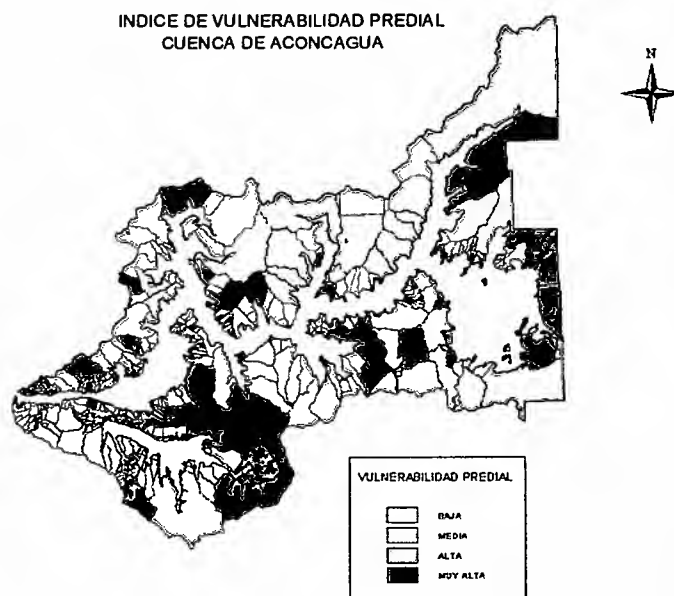 INDICE DE VULNERABILIDAD PREDIAL
CUENCA DE ACONCAGUA
N
VULNERABILIDAD PREDIAL
BAJA
MEDIA
ALTA
MUY ALTA